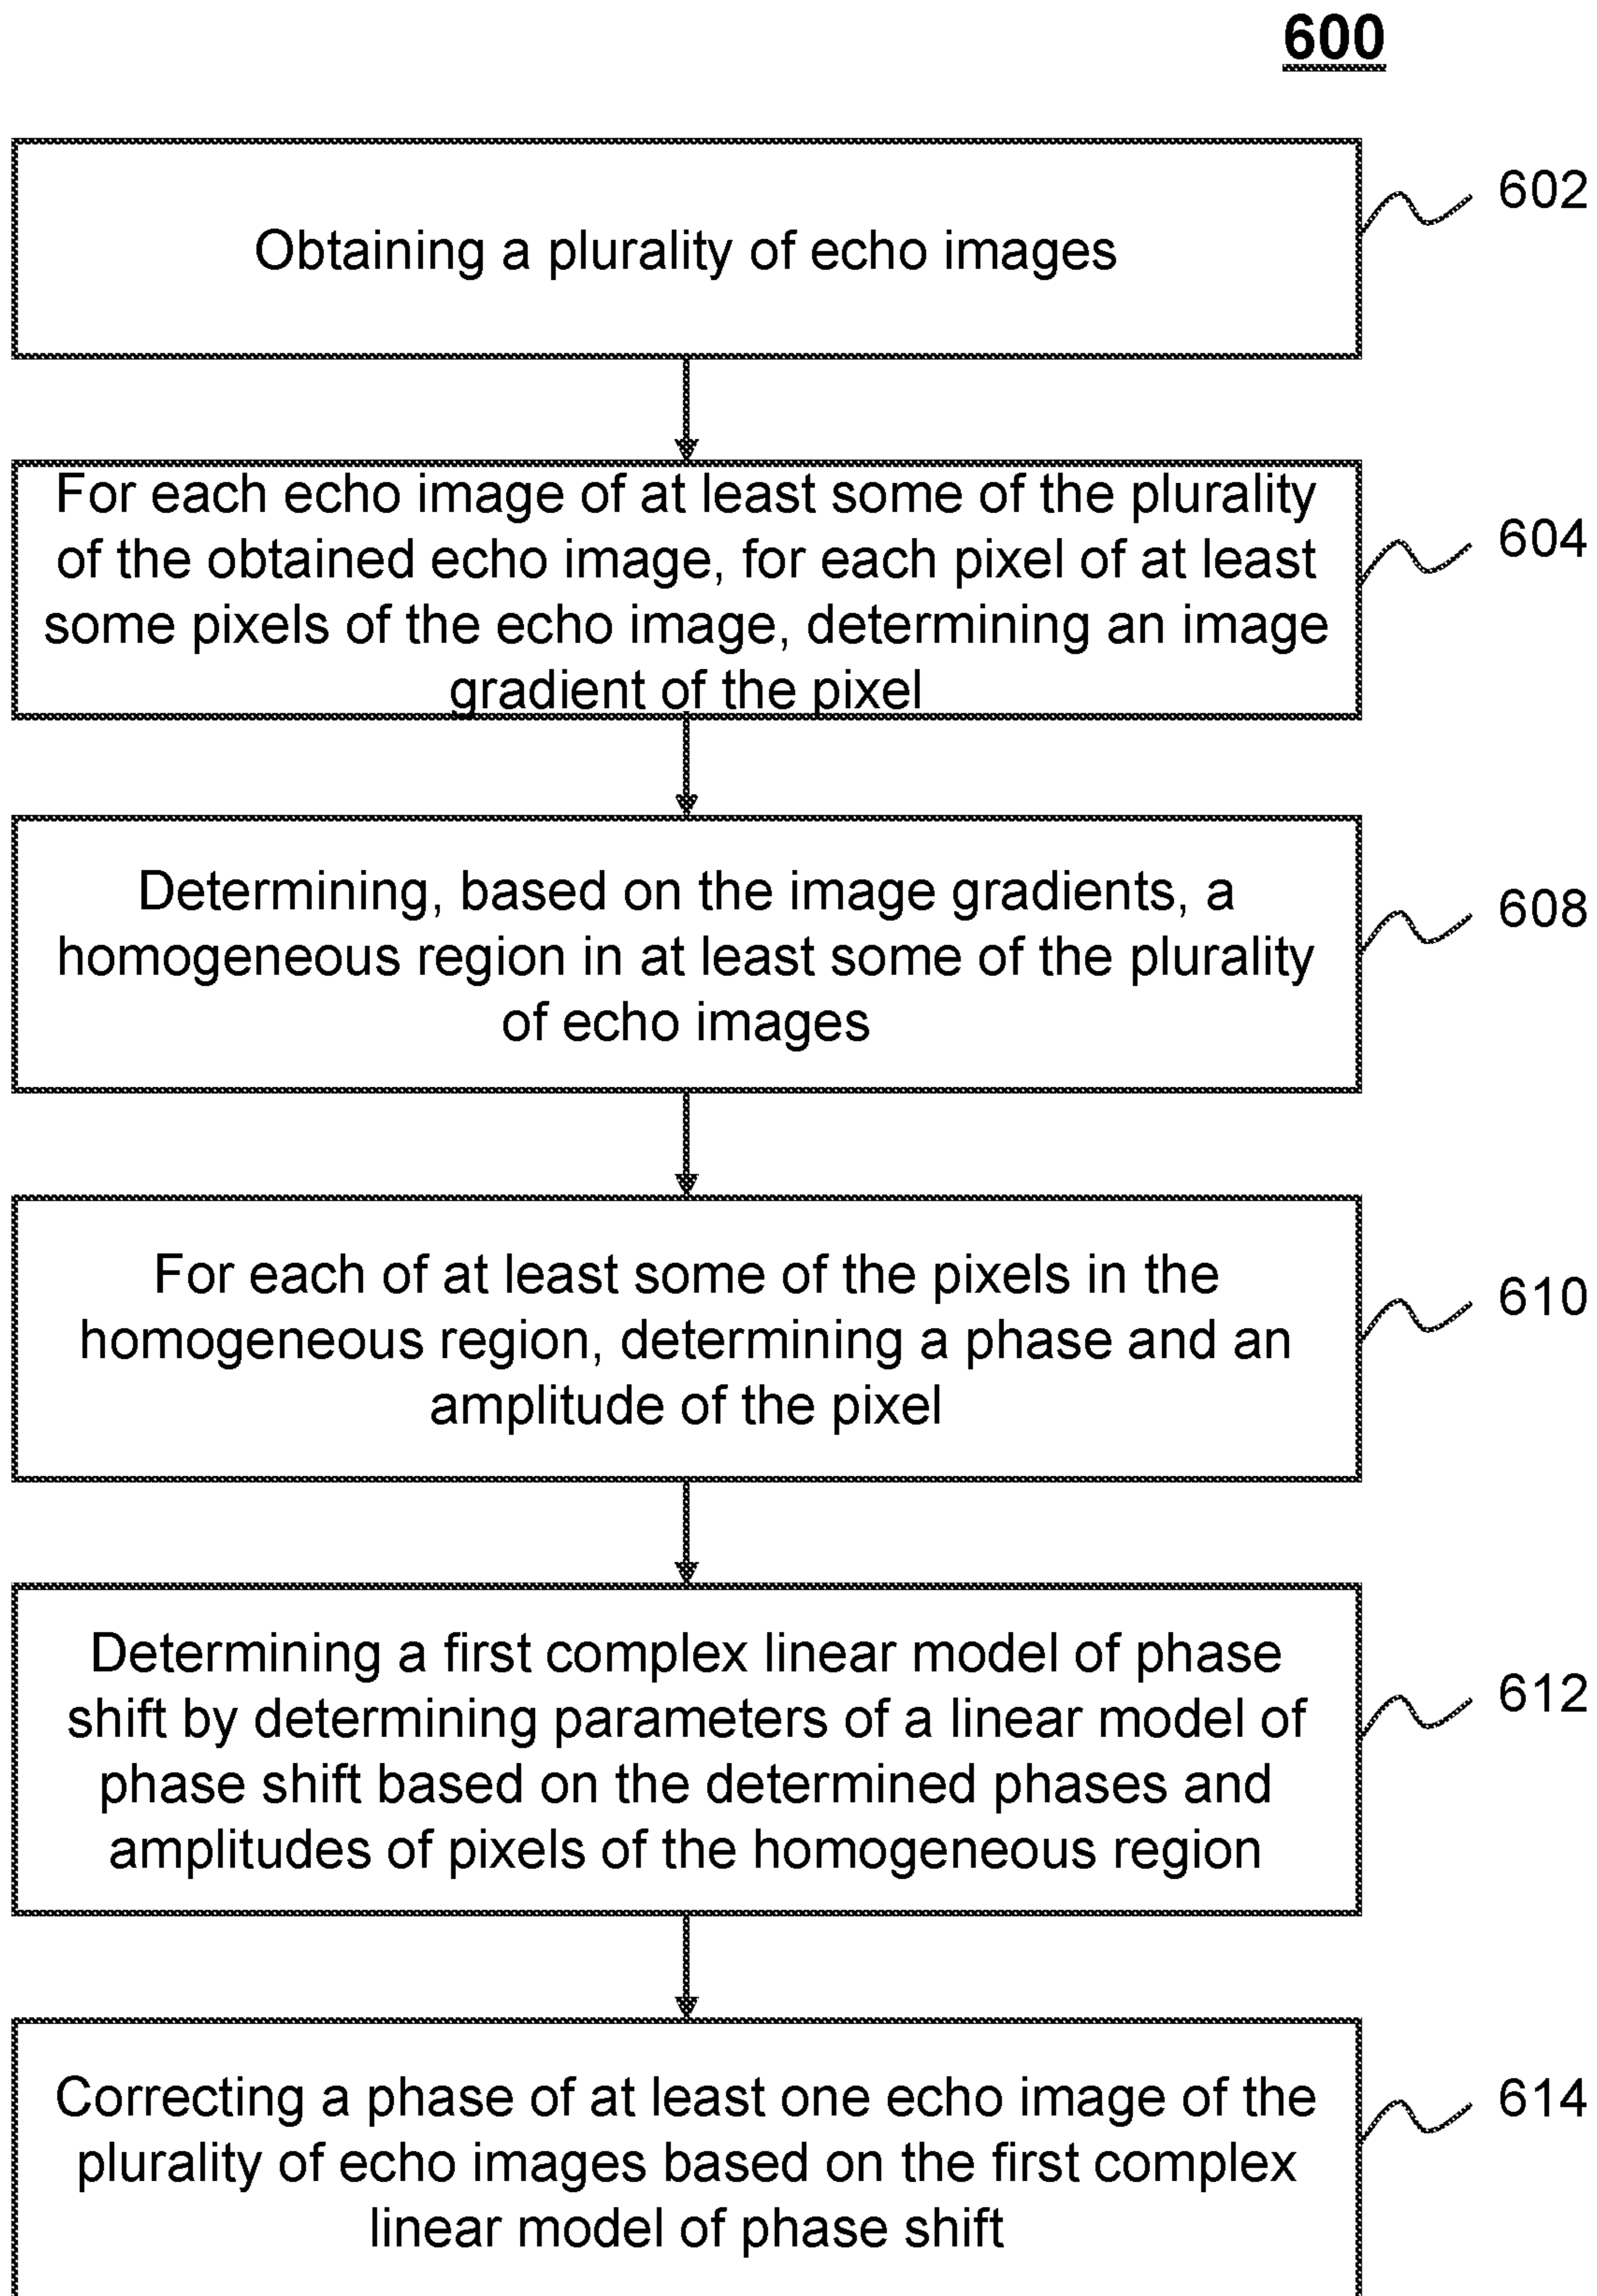 600
Obtaining a plurality of echo images
602
For each echo image of at least some of the plurality
of the obtained echo image, for each pixel of at least
some pixels of the echo image, determining an image
gradient of the pixel
604
Determining, based on the image gradients, a
homogeneous region in at least some of the plurality
of echo images
608
For each of at least some of the pixels in the
homogeneous region, determining a phase and an
amplitude of the pixel
610
Determining a first complex linear model of phase
shift by determining parameters of a linear model of
phase shift based on the determined phases and
amplitudes of pixels of the homogeneous region
612
Correcting a phase of at least one echo image of the
plurality of echo images based on the first complex
linear model of phase shift
614